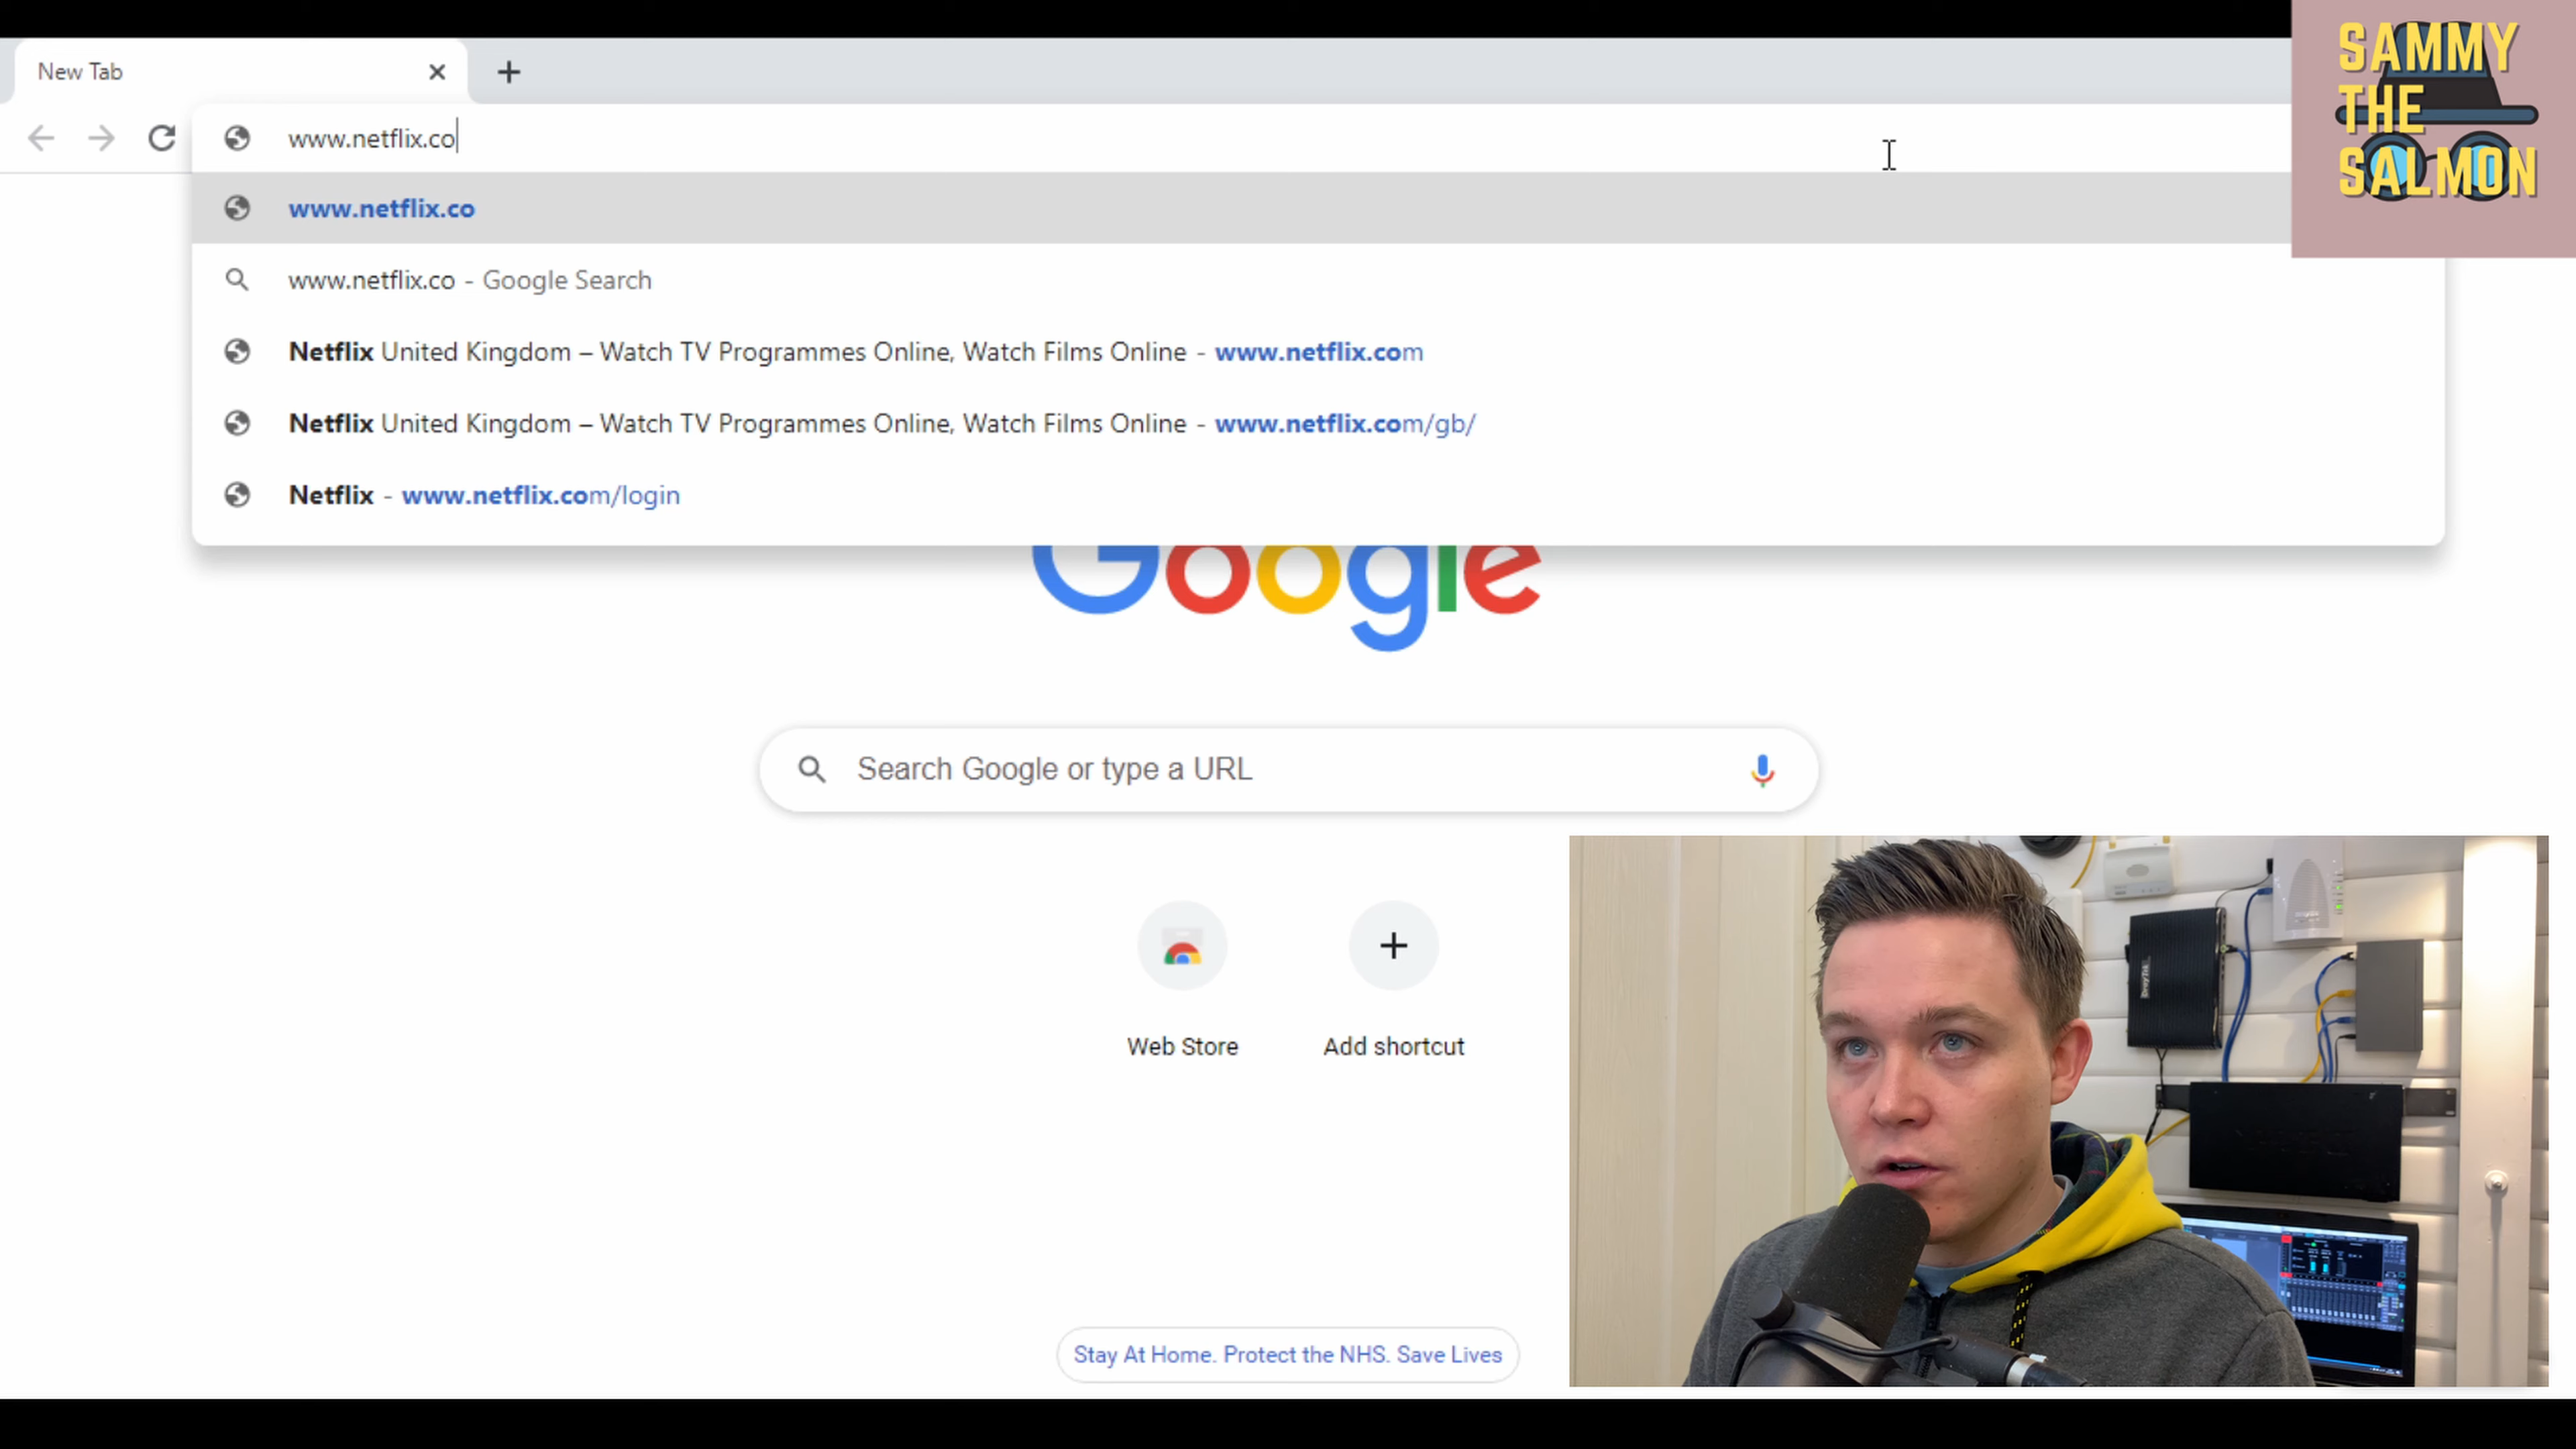 New Tab
www.netflix.co
www.netflix.co
www.netflix.co - Google Search
Netflix United Kingdom – Watch TV Programmes Online, Watch Films Online - www.netflix.com
Netflix United Kingdom – Watch TV Programmes Online, Watch Films Online - www.netflix.com/gb/
Netflix - www.netflix.com/login
SAMMY
THE
SALMON
Google
Search Google or type a URL
Web Store
Add shortcut
Stay At Home. Protect the NHS. Save Lives
DrayTek